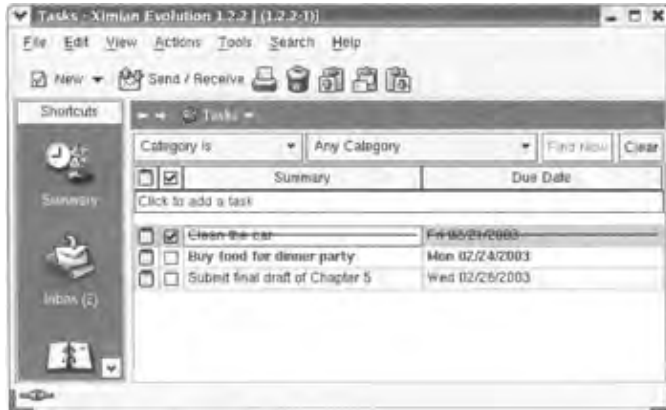 Tasks - Ximian Evolution 1.2.2 [(1.2.2-1)]
File Edit View Actions Tools Search Help
New Send / Receive
Shortcuts
Tasks
Category is Any Category Find Now Clear
Summary Due Date
Summary
Click to add a task
Clean the car Fri 02/21/2003
Buy food for dinner party Mon 02/24/2003
Inbox (2)
Submit final draft of Chapter 5 Wed 02/26/2003